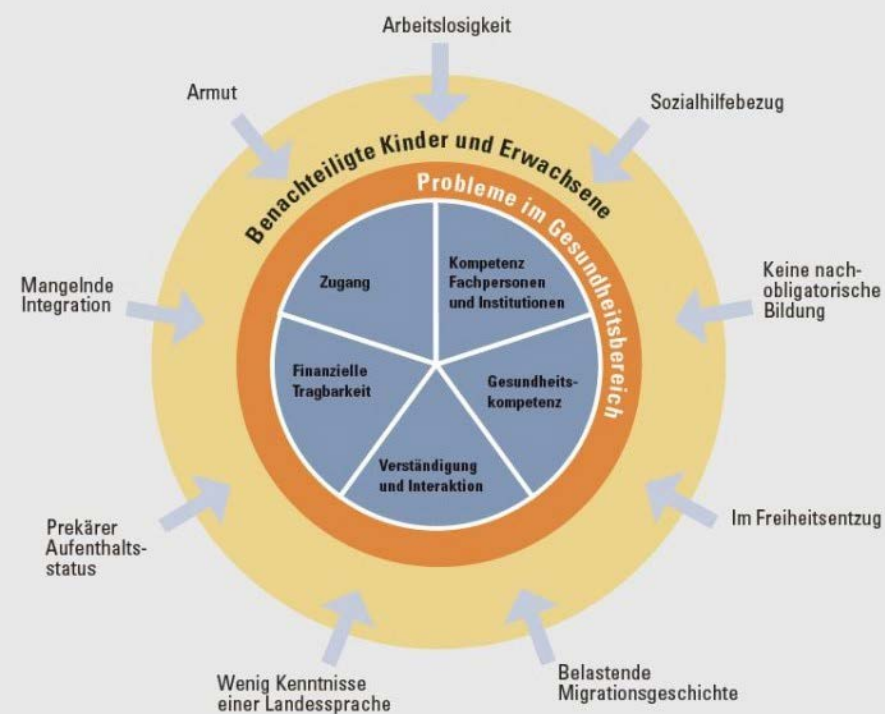 Arbeitslosigkeit
Armut
Sozialhilfebezug
Benachteiligte Kinder und Erwachsene
Probleme im Gesundheitsbereich
Zugang
Kompetenz
Fachpersonen
und Institutionen
Mangelnde
Integration
Keine nach-
obligatorische
Bildung
Finanzielle
Tragbarkeit
Gesundheits-
kompetenz
Verständigung
und Interaktion
Prekärer
Aufenthalts-
status
Im Freiheitsentzug
Wenig Kenntnisse
einer Landessprache
Belastende
Migrationsgeschichte